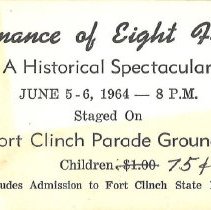 mance of Eight F
A Historical Spectacular
JUNE 5-6, 1964 — 8 P.M.
Staged On
ort Clinch Parade Groun
Children $1.00 75¢
udes Admission to Fort Clinch State